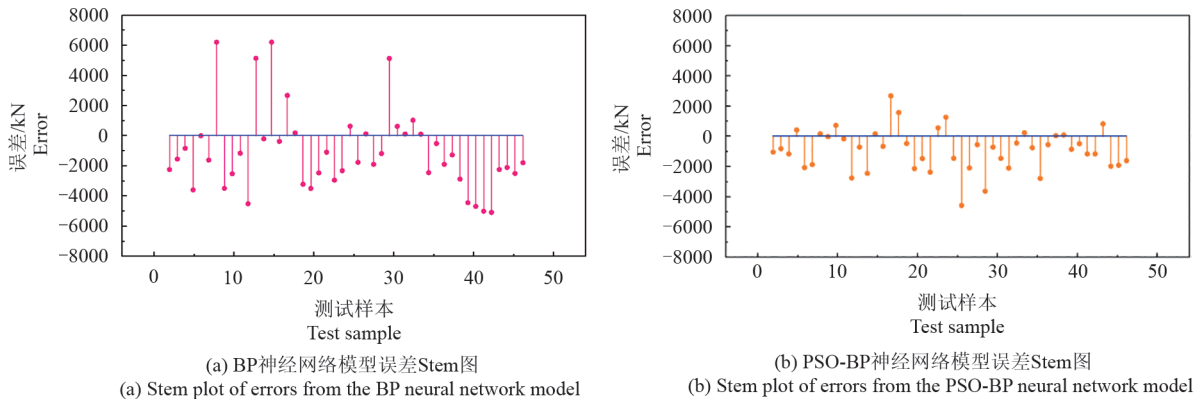 8000
6000
4000
2000
0
−2000
−4000
−6000
−8000
误差/kN
Error
0 10 20 30 40 50
测试样本
Test sample
(a) BP神经网络模型误差Stem图
(a) Stem plot of errors from the BP neural network model
8000
6000
4000
2000
0
−2000
−4000
−6000
−8000
误差/kN
Error
0 10 20 30 40 50
测试样本
Test sample
(b) PSO-BP神经网络模型误差Stem图
(b) Stem plot of errors from the PSO-BP neural network model